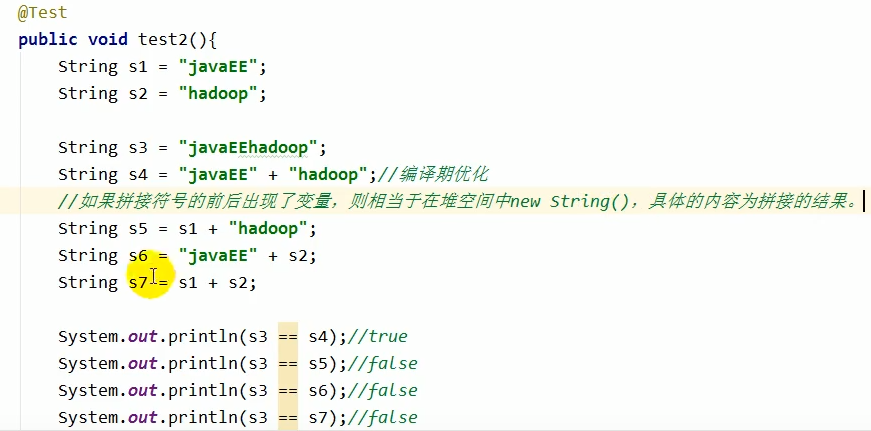 @Test
public void test2(){
String s1 = "javaEE";
String s2 = "hadoop";
String s3 = "javaEEhadoop";
String s4 = "javaEE" + "hadoop";//编译期优化
//如果拼接符号的前后出现了变量，则相当于在堆空间中new String()，具体的内容为拼接的结果。
String s5 = s1 + "hadoop";
String s6 = "javaEE" + s2;
String s7 = s1 + s2;
System.out.println(s3 == s4);//true
System.out.println(s3 == s5);//false
System.out.println(s3 == s6);//false
System.out.println(s3 == s7);//false